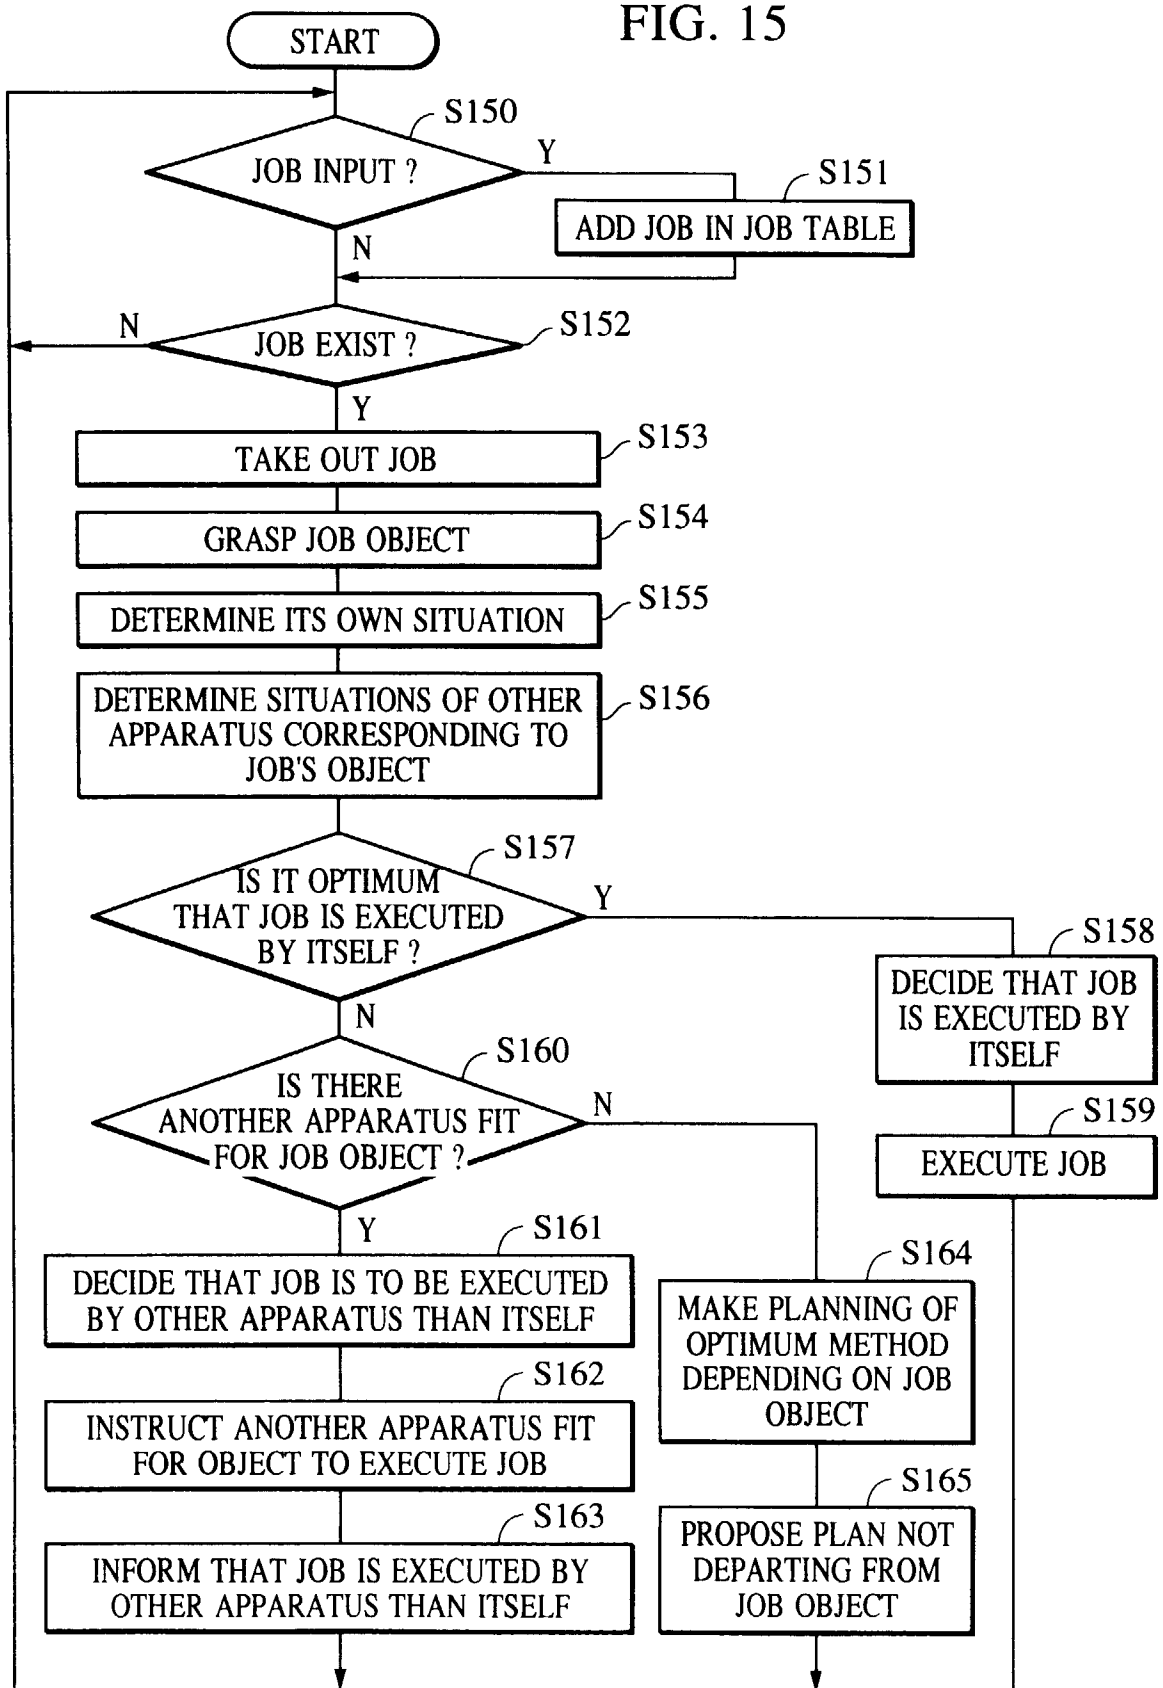 FIG. 15
START
S150
JOB INPUT ?
Y
S151
ADD JOB IN JOB TABLE
N
S152
JOB EXIST ?
N
Y
S153
TAKE OUT JOB
S154
GRASP JOB OBJECT
S155
DETERMINE ITS OWN SITUATION
S156
DETERMINE SITUATIONS OF OTHER
APPARATUS CORRESPONDING TO
JOB'S OBJECT
S157
IS IT OPTIMUM
THAT JOB IS EXECUTED
BY ITSELF ?
Y
N
S158
DECIDE THAT JOB
IS EXECUTED BY
ITSELF
S159
EXECUTE JOB
S160
IS THERE
ANOTHER APPARATUS FIT
FOR JOB OBJECT ?
N
Y
S161
DECIDE THAT JOB IS TO BE EXECUTED
BY OTHER APPARATUS THAN ITSELF
S162
INSTRUCT ANOTHER APPARATUS FIT
FOR OBJECT TO EXECUTE JOB
S163
INFORM THAT JOB IS EXECUTED BY
OTHER APPARATUS THAN ITSELF
S164
MAKE PLANNING OF
OPTIMUM METHOD
DEPENDING ON JOB
OBJECT
S165
PROPOSE PLAN NOT
DEPARTING FROM
JOB OBJECT